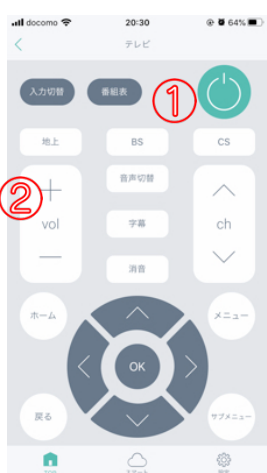 docomo 20:30 64%
テレビ
入力切替 番組表 ①
地上 BS CS
② 音声切替
vol 字幕 ch
消音
ホーム メニュー
OK
戻る サブメニュー